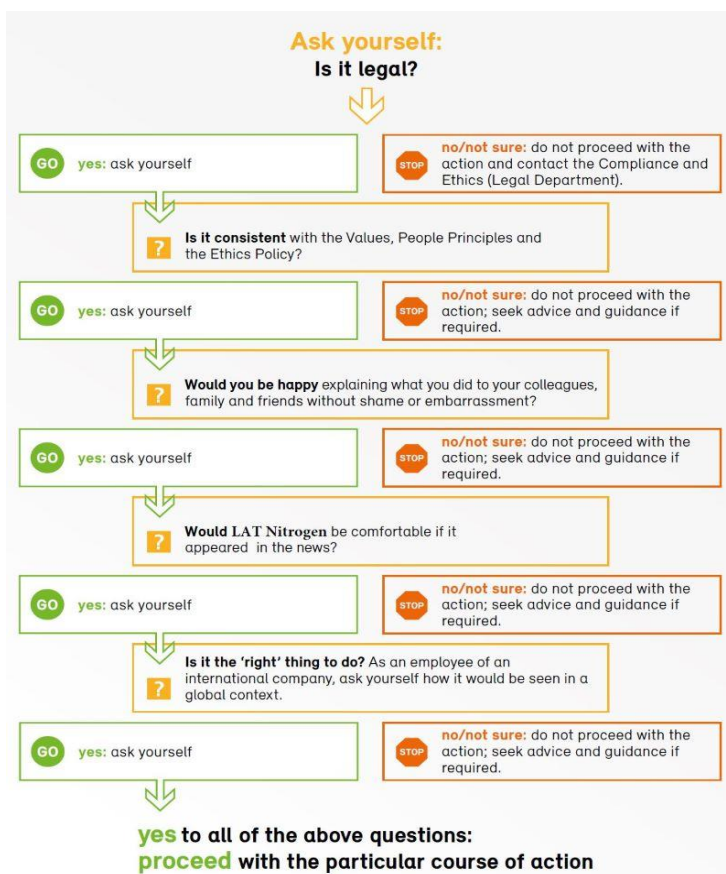 Ask yourself:
Is it legal?
GO yes: ask yourself
STOP no/not sure: do not proceed with the
action and contact the Compliance and
Ethics (Legal Department).
? Is it consistent with the Values, People Principles and
the Ethics Policy?
GO yes: ask yourself
STOP no/not sure: do not proceed with the
action; seek advice and guidance if
required.
? Would you be happy explaining what you did to your colleagues,
family and friends without shame or embarrassment?
GO yes: ask yourself
STOP no/not sure: do not proceed with the
action; seek advice and guidance if
required.
? Would LAT Nitrogen be comfortable if it
appeared in the news?
GO yes: ask yourself
STOP no/not sure: do not proceed with the
action; seek advice and guidance if
required.
? Is it the ‘right’ thing to do? As an employee of an
international company, ask yourself how it would be seen in a
global context.
GO yes: ask yourself
STOP no/not sure: do not proceed with the
action; seek advice and guidance if
required.
yes to all of the above questions:
proceed with the particular course of action